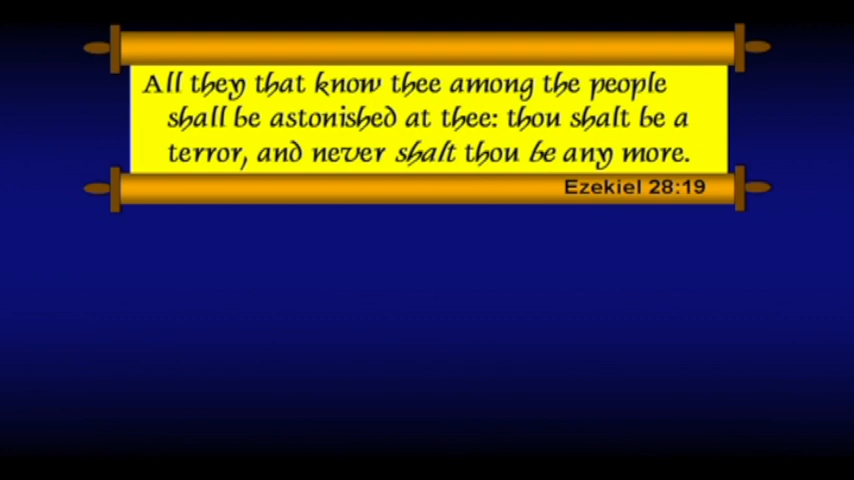 All they that know thee among the people
shall be astonished at thee: thou shalt be a
terror, and never shalt thou be any more.
Ezekiel 28:19